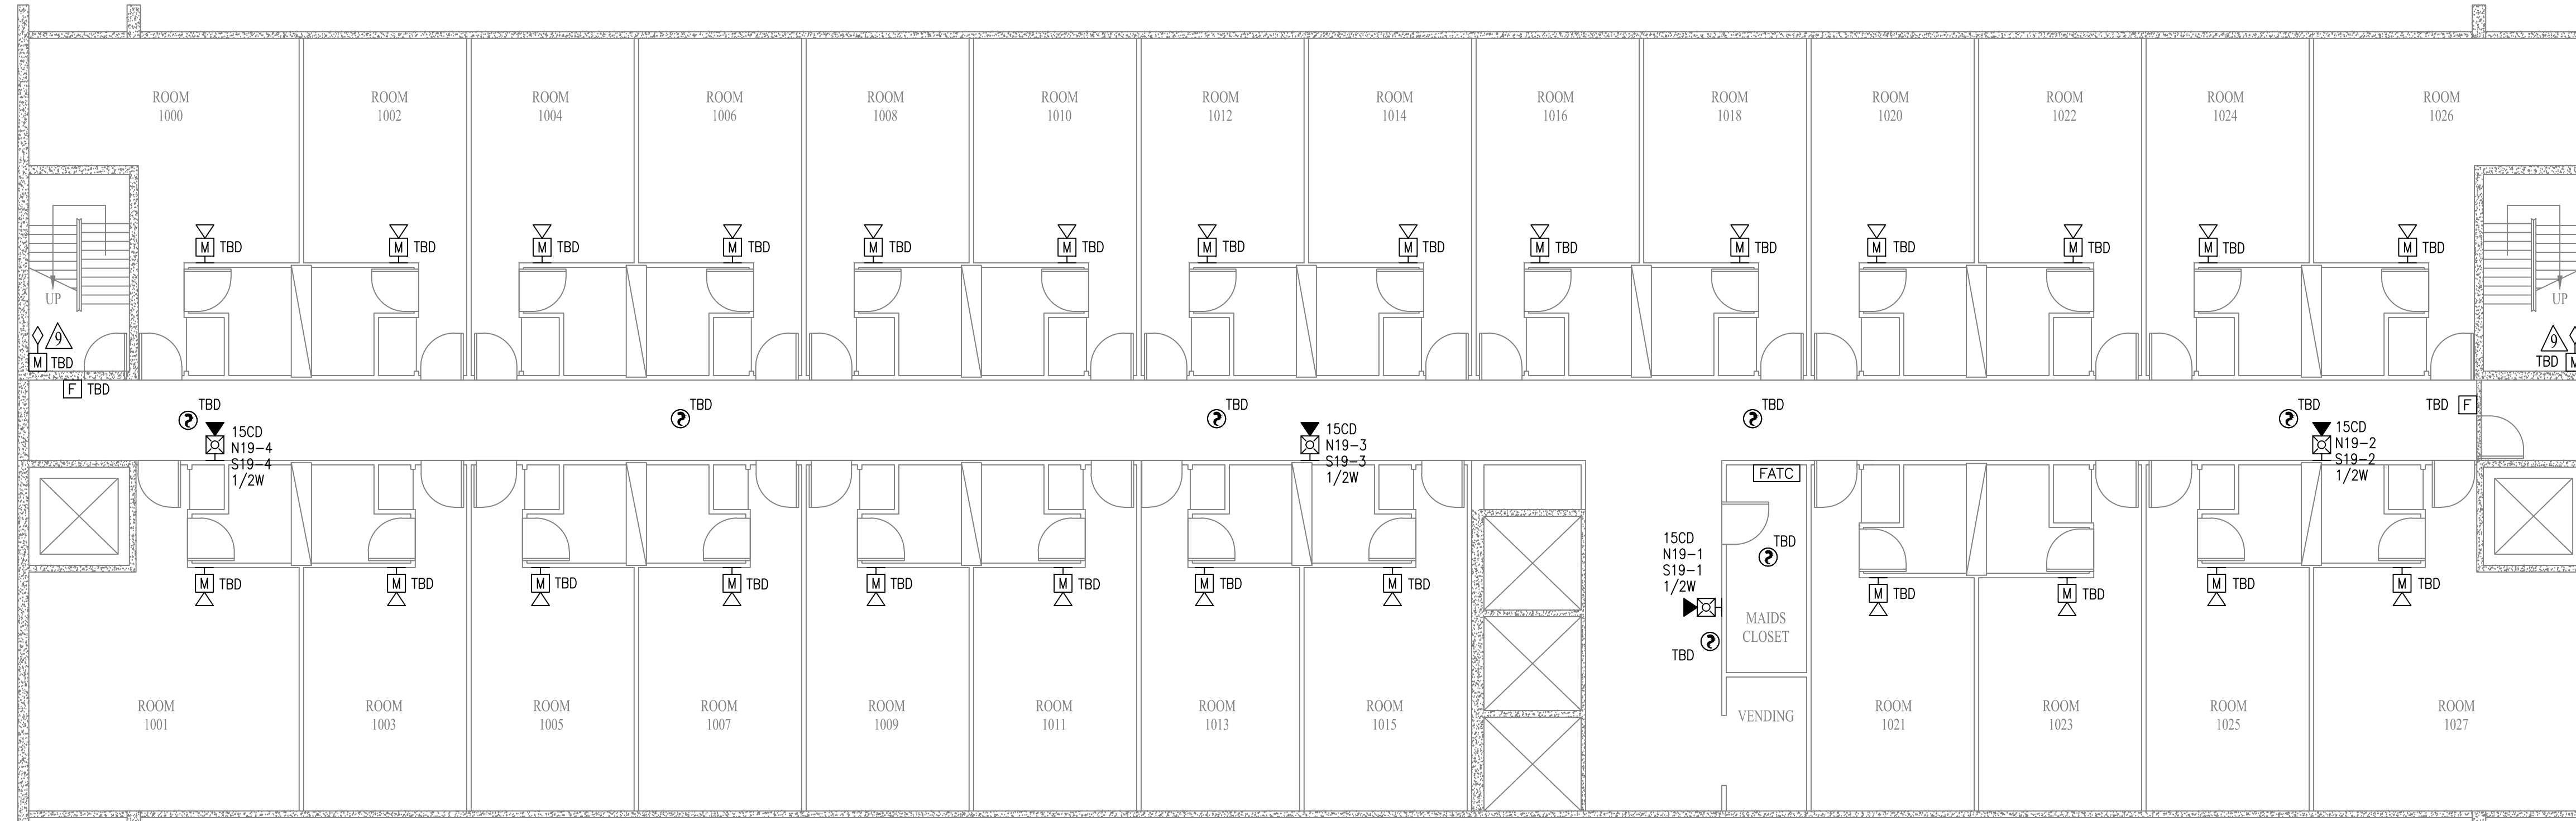 ROOM
1000
ROOM
1002
ROOM
1004
ROOM
1006
ROOM
1008
ROOM
1010
ROOM
1012
ROOM
1014
ROOM
1016
ROOM
1018
ROOM
1020
ROOM
1022
ROOM
1024
ROOM
1026
M TBD
M TBD
M TBD
M TBD
M TBD
M TBD
M TBD
M TBD
M TBD
M TBD
M TBD
M TBD
M TBD
M TBD
UP
UP
9
M TBD
9
TBD M
F TBD
TBD
TBD
TBD
TBD
TBD
TBD F
15CD
N19-4
S19-4
1/2W
15CD
N19-3
S19-3
1/2W
15CD
N19-2
S19-2
1/2W
FATC
15CD
N19-1
S19-1
1/2W
TBD
TBD
MAIDS
CLOSET
VENDING
M TBD
M TBD
M TBD
M TBD
M TBD
M TBD
M TBD
M TBD
M TBD
M TBD
M TBD
M TBD
ROOM
1001
ROOM
1003
ROOM
1005
ROOM
1007
ROOM
1009
ROOM
1011
ROOM
1013
ROOM
1015
ROOM
1021
ROOM
1023
ROOM
1025
ROOM
1027